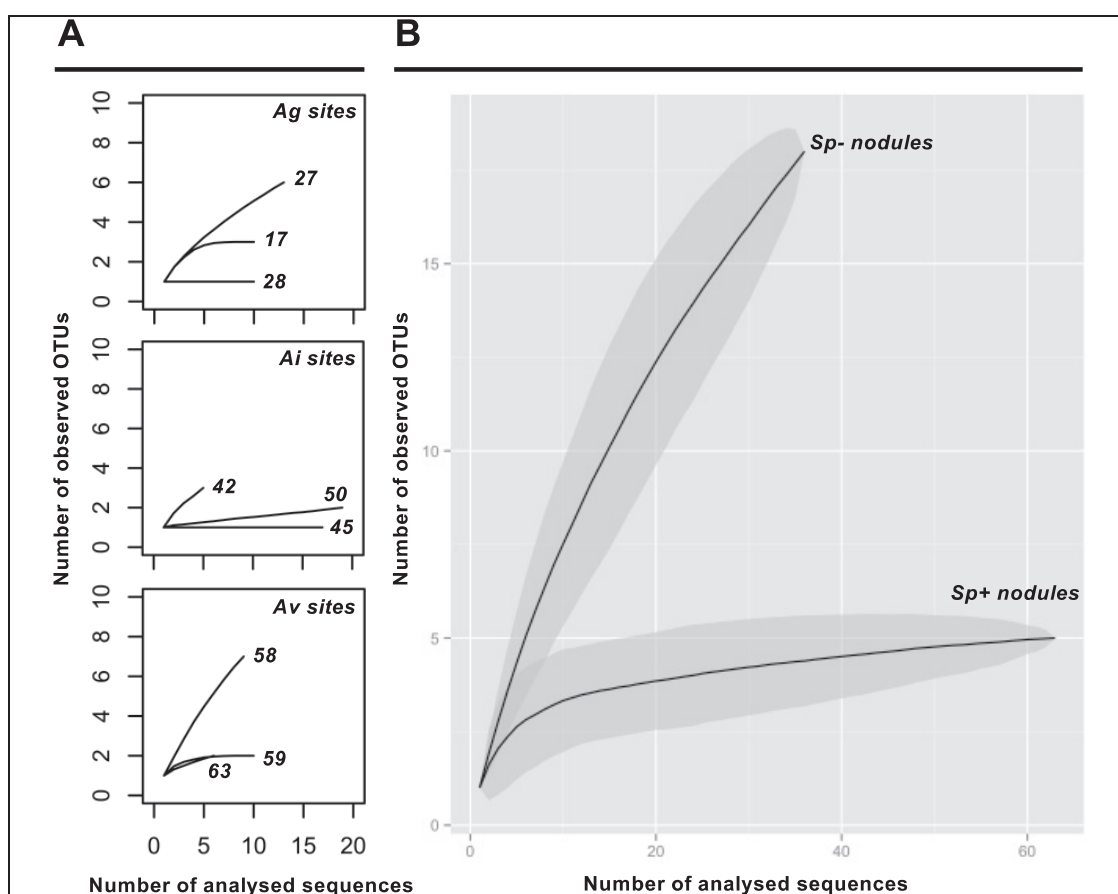 A
B
Number of observed OTUs
10
8
6
4
2
0
Ag sites
27
17
28
10
8
6
4
2
0
Ai sites
42
50
45
10
8
6
4
2
0
Av sites
58
59
63
0 5 10 15 20
Number of analysed sequences
Number of observed OTUs
15
10
5
0
Sp- nodules
Sp+ nodules
0 20 40 60
Number of analysed sequences